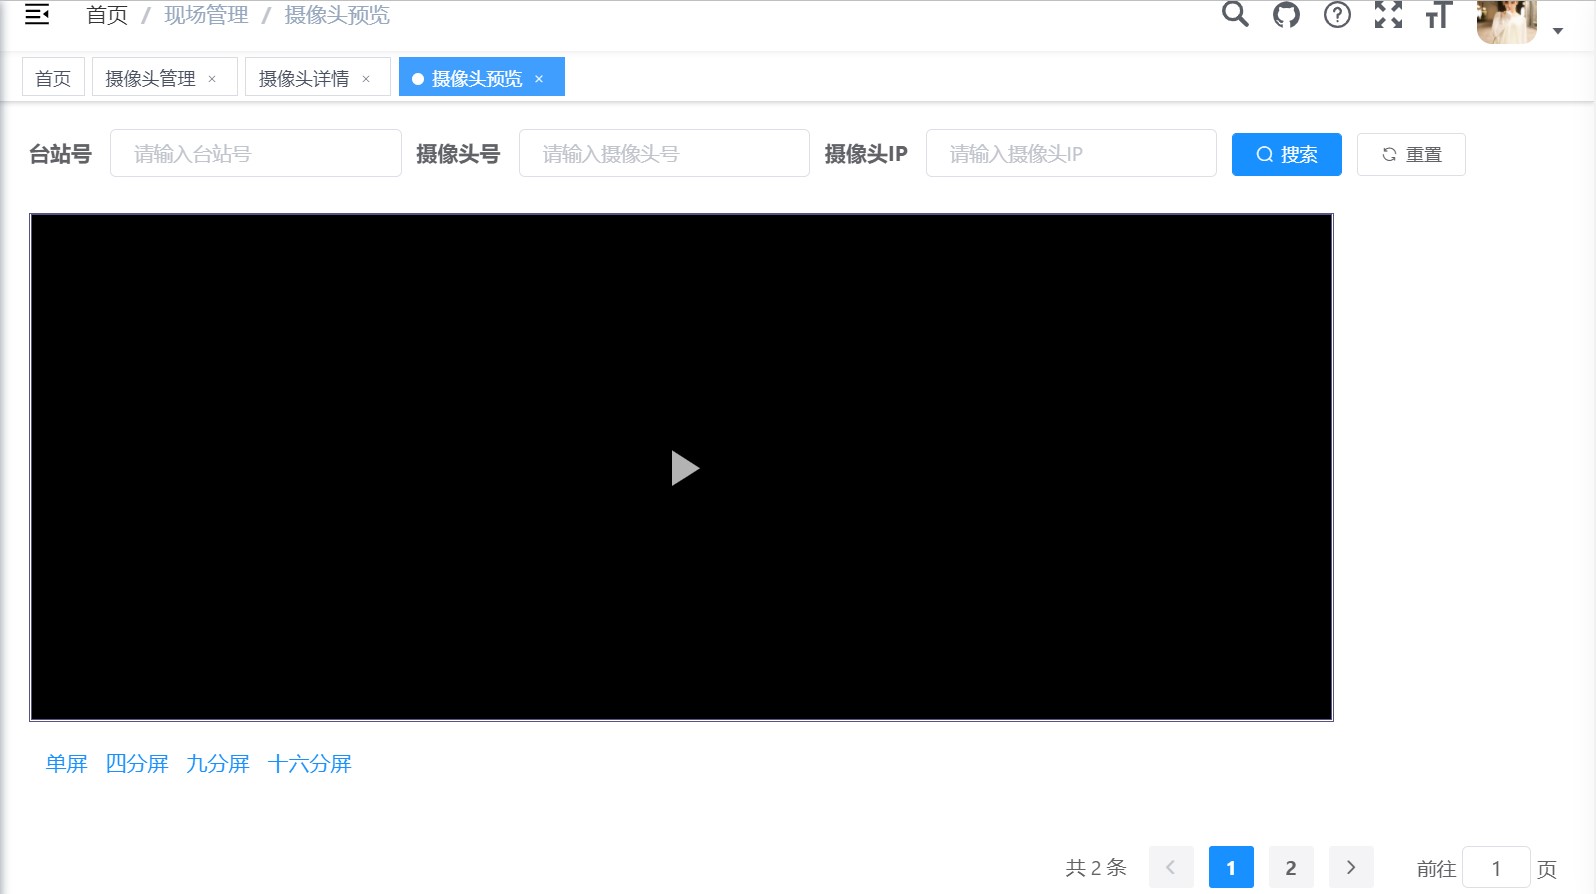 首页 / 现场管理 / 摄像头预览
首页 摄像头管理 × 摄像头详情 × 摄像头预览 ×
台站号 请输入台站号 摄像头号 请输入摄像头号 摄像头IP 请输入摄像头IP 搜索 重置
单屏 四分屏 九分屏 十六分屏
共 2 条 1 2 前往 1 页